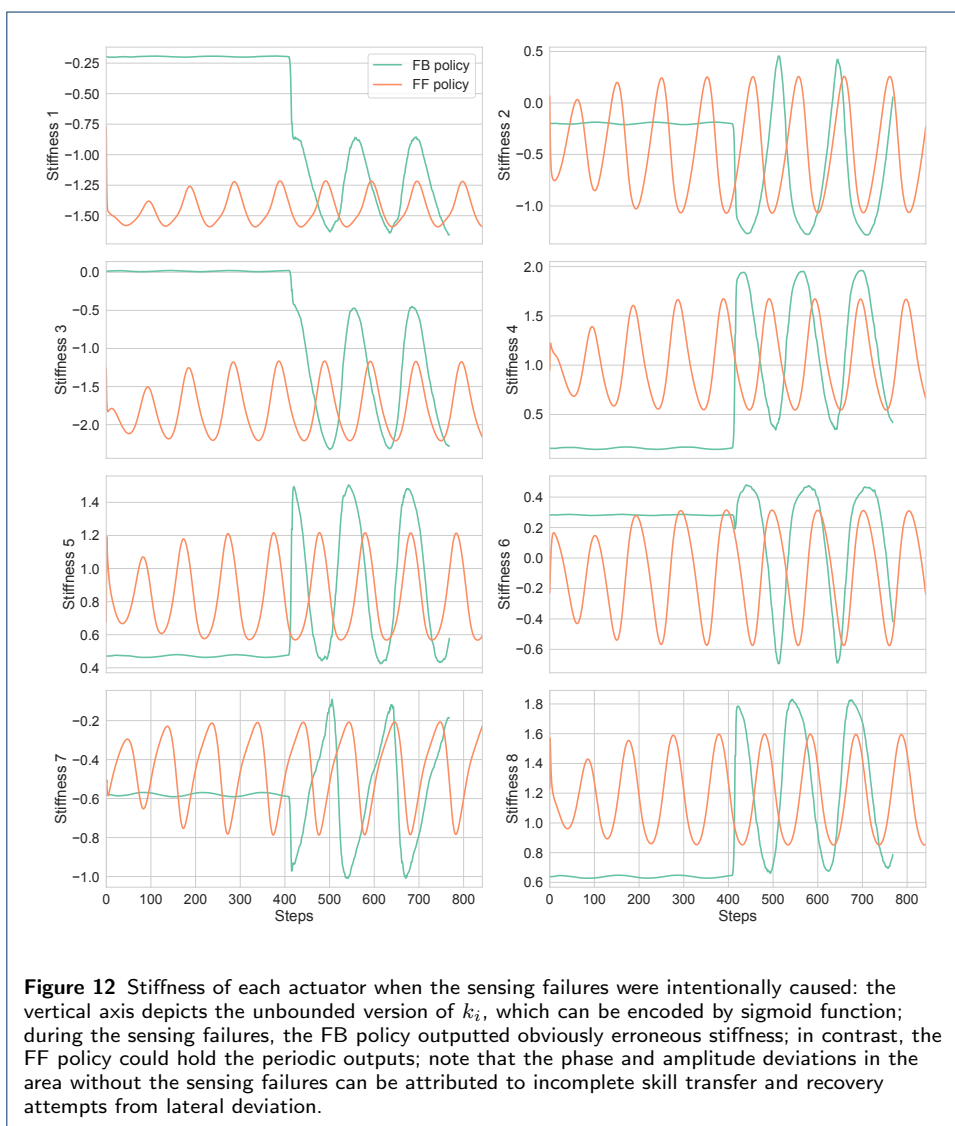 −0.25
−0.50
−0.75
−1.00
−1.25
−1.50
Stiffness 1
FB policy
FF policy
0.5
0.0
−0.5
−1.0
Stiffness 2
0.0
−0.5
−1.0
−1.5
−2.0
Stiffness 3
2.0
1.5
1.0
0.5
Stiffness 4
1.4
1.2
1.0
0.8
0.6
0.4
Stiffness 5
0.4
0.2
0.0
−0.2
−0.4
−0.6
Stiffness 6
−0.2
−0.4
−0.6
−0.8
−1.0
Stiffness 7
0 100 200 300 400 500 600 700 800
Steps
1.8
1.6
1.4
1.2
1.0
0.8
0.6
Stiffness 8
0 100 200 300 400 500 600 700 800
Steps
Figure 12 Stiffness of each actuator when the sensing failures were intentionally caused: the
vertical axis depicts the unbounded version of kᵢ, which can be encoded by sigmoid function;
during the sensing failures, the FB policy outputted obviously erroneous stiffness; in contrast, the
FF policy could hold the periodic outputs; note that the phase and amplitude deviations in the
area without the sensing failures can be attributed to incomplete skill transfer and recovery
attempts from lateral deviation.